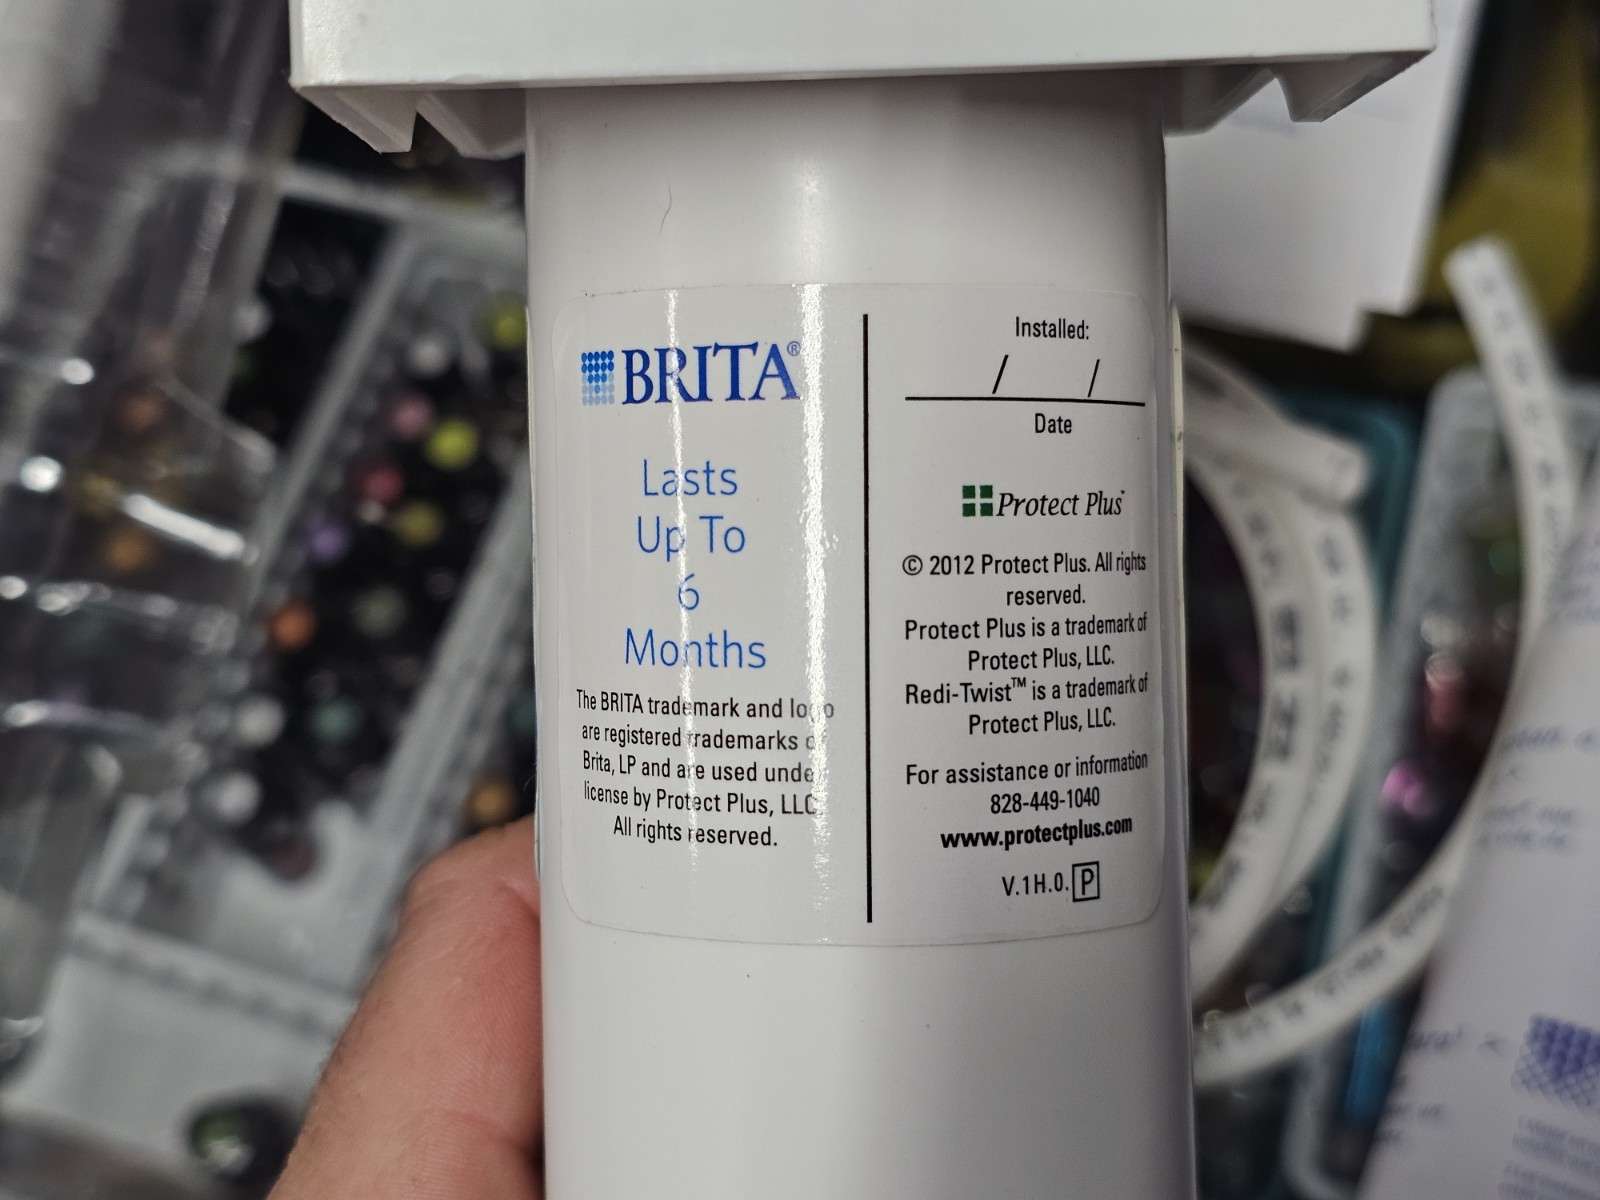 BRITA®
Lasts
Up To
6
Months
The BRITA trademark and logo
are registered trademarks of
Brita, LP and are used under
license by Protect Plus, LLC.
All rights reserved.
Installed:
/ /
Date
Protect Plus™
© 2012 Protect Plus. All rights
reserved.
Protect Plus is a trademark of
Protect Plus, LLC.
Redi-Twist™ is a trademark of
Protect Plus, LLC.
For assistance or information
828-449-1040
www.protectplus.com
V.1H.0. P